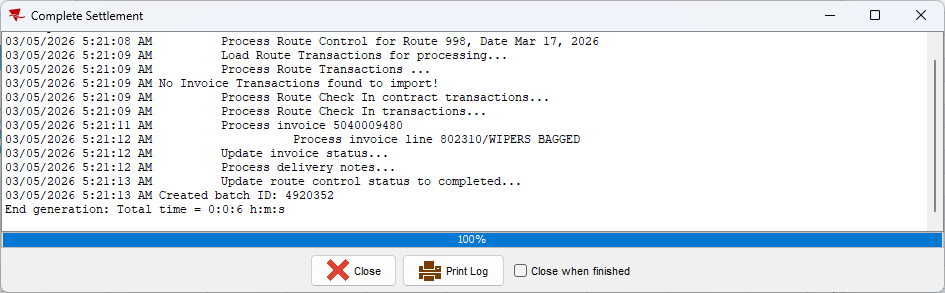 Complete Settlement
03/05/2026 5:21:08 AM Process Route Control for Route 998, Date Mar 17, 2026
03/05/2026 5:21:09 AM Load Route Transactions for processing...
03/05/2026 5:21:09 AM Process Route Transactions ...
03/05/2026 5:21:09 AM No Invoice Transactions found to import!
03/05/2026 5:21:09 AM Process Route Check In contract transactions...
03/05/2026 5:21:09 AM Process Route Check In transactions...
03/05/2026 5:21:11 AM Process invoice 5040009480
03/05/2026 5:21:12 AM Process invoice line 802310/WIPERS BAGGED
03/05/2026 5:21:12 AM Update invoice status...
03/05/2026 5:21:12 AM Process delivery notes...
03/05/2026 5:21:13 AM Update route control status to completed...
03/05/2026 5:21:13 AM Created batch ID: 4920352
End generation: Total time = 0:0:6 h:m:s
100%
Close Print Log Close when finished